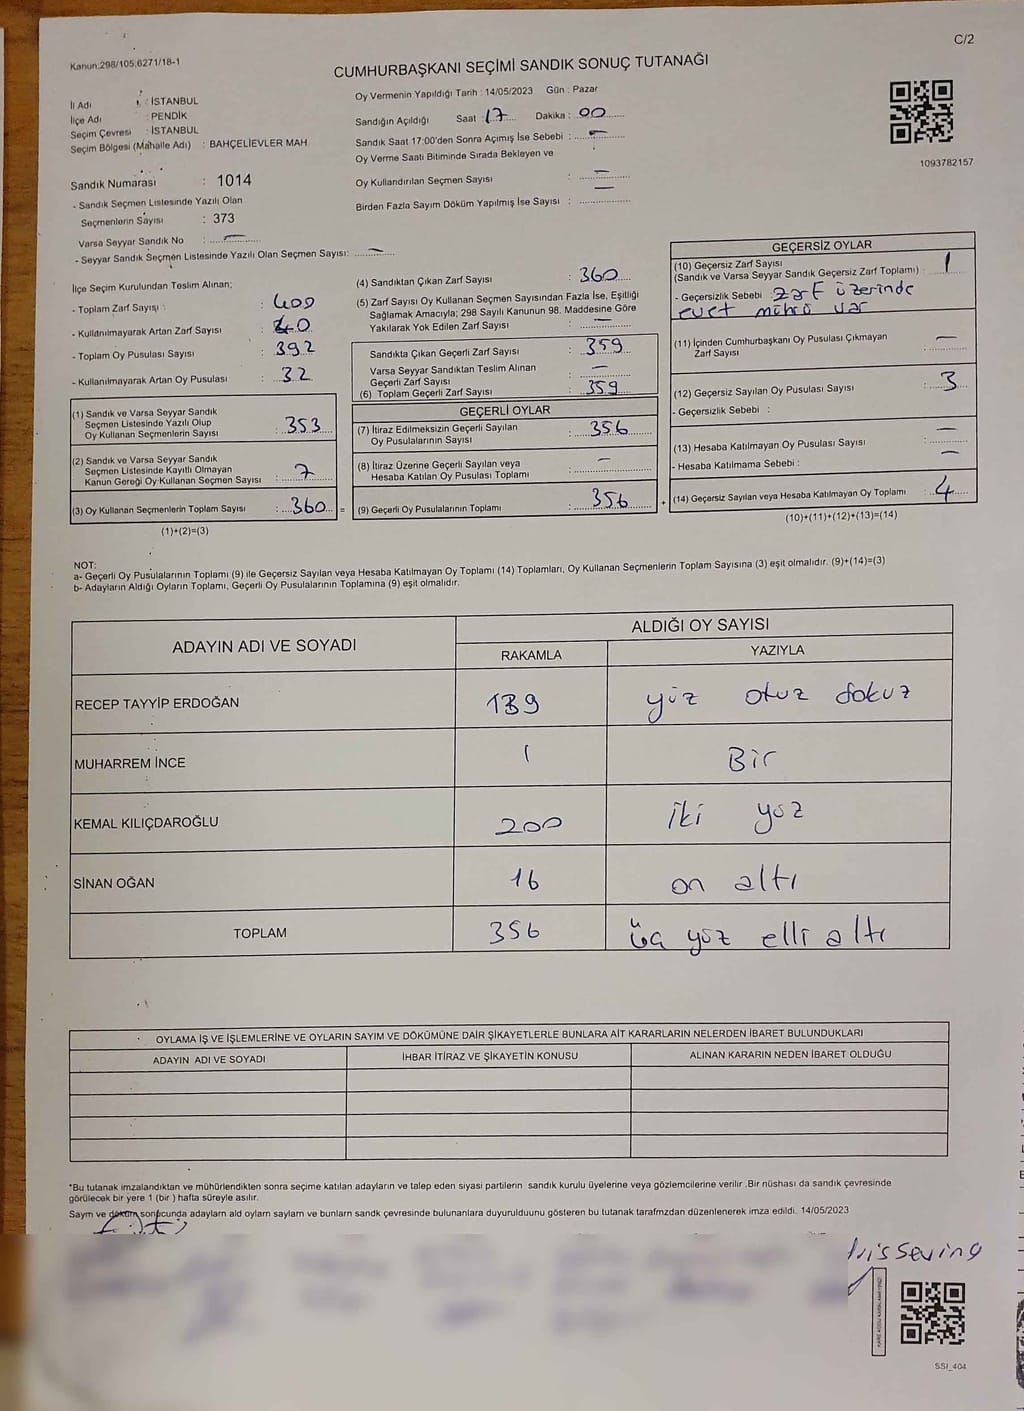 C/2
Kanun:298/105;6271/18-1
CUMHURBAŞKANI SEÇİMİ SANDIK SONUÇ TUTANAĞI
İl Adı : İSTANBUL
İlçe Adı : PENDİK
Seçim Çevresi : İSTANBUL
Seçim Bölgesi (Mahalle Adı) : BAHÇELİEVLER MAH.
Sandık Numarası : 1014
- Sandık Seçmen Listesinde Yazılı Olan
Seçmenlerin Sayısı : 373
Varsa Seyyar Sandık No : —
- Seyyar Sandık Seçmen Listesinde Yazılı Olan Seçmen Sayısı: —
Oy Vermenin Yapıldığı Tarih : 14/05/2023 Gün : Pazar
Sandığın Açıldığı Saat : 17 Dakika : 00
Sandık Saat 17:00'den Sonra Açımış İse Sebebi : —
Oy Verme Saati Bitiminde Sırada Bekleyen ve
Oy Kullandırılan Seçmen Sayısı : —
Birden Fazla Sayım Döküm Yapılmış İse Sayısı : —
1093782157
İlçe Seçim Kurulundan Teslim Alınan;
- Toplam Zarf Sayısı : 400
- Kullanılmayarak Artan Zarf Sayısı : 40
- Toplam Oy Pusulası Sayısı : 392
- Kullanılmayarak Artan Oy Pusulası : 32
(1) Sandık ve Varsa Seyyar Sandık
Seçmen Listesinde Yazılı Olup
Oy Kullanan Seçmenlerin Sayısı : 353
(2) Sandık ve Varsa Seyyar Sandık
Seçmen Listesinde Kayıtlı Olmayan
Kanun Gereği Oy Kullanan Seçmen Sayısı : 7
(3) Oy Kullanan Seçmenlerin Toplam Sayısı : 360 =
(1)+(2)=(3)
(4) Sandıktan Çıkan Zarf Sayısı : 360
(5) Zarf Sayısı Oy Kullanan Seçmen Sayısından Fazla İse, Eşitliği
Sağlamak Amacıyla; 298 Sayılı Kanunun 98. Maddesine Göre
Yakılarak Yok Edilen Zarf Sayısı : —
Sandıkta Çıkan Geçerli Zarf Sayısı : 359
Varsa Seyyar Sandıktan Teslim Alınan
Geçerli Zarf Sayısı : —
(6) Toplam Geçerli Zarf Sayısı : 359
GEÇERLİ OYLAR
(7) İtiraz Edilmeksizin Geçerli Sayılan
Oy Pusulalarının Sayısı : 356
(8) İtiraz Üzerine Geçerli Sayılan veya
Hesaba Katılan Oy Pusulası Toplamı : —
(9) Geçerli Oy Pusulalarının Toplamı : 356 +
GEÇERSİZ OYLAR
(10) Geçersiz Zarf Sayısı
(Sandık ve Varsa Seyyar Sandık Geçersiz Zarf Toplamı) : 1
- Geçersizlik Sebebi : zarf üzerinde
evet mührü var
(11) İçinden Cumhurbaşkanı Oy Pusulası Çıkmayan
Zarf Sayısı : —
(12) Geçersiz Sayılan Oy Pusulası Sayısı : 3
- Geçersizlik Sebebi :
(13) Hesaba Katılmayan Oy Pusulası Sayısı : —
- Hesaba Katılmama Sebebi : —
(14) Geçersiz Sayılan veya Hesaba Katılmayan Oy Toplamı : 4
(10)+(11)+(12)+(13)=(14)
NOT:
a- Geçerli Oy Pusulalarının Toplamı (9) ile Geçersiz Sayılan veya Hesaba Katılmayan Oy Toplamı (14) Toplamları, Oy Kullanan Seçmenlerin Toplam Sayısına (3) eşit olmalıdır. (9)+(14)=(3)
b- Adayların Aldığı Oyların Toplamı, Geçerli Oy Pusulalarının Toplamına (9) eşit olmalıdır.
ADAYIN ADI VE SOYADI
ALDIĞI OY SAYISI
RAKAMLA YAZIYLA
RECEP TAYYİP ERDOĞAN 139 yüz otuz dokuz
MUHARREM İNCE 1 Bir
KEMAL KILIÇDAROĞLU 200 iki yüz
SİNAN OĞAN 16 on altı
TOPLAM 356 üç yüz elli altı
OYLAMA İŞ VE İŞLEMLERİNE VE OYLARIN SAYIM VE DÖKÜMÜNE DAİR ŞİKAYETLERLE BUNLARA AİT KARARLARIN NELERDEN İBARET BULUNDUKLARI
ADAYIN ADI VE SOYADI İHBAR İTİRAZ VE ŞİKAYETİN KONUSU ALINAN KARARIN NEDEN İBARET OLDUĞU
*Bu tutanak imzalandıktan ve mühürlendikten sonra seçime katılan adayların ve talep eden siyasi partilerin sandık kurulu üyelerine veya gözlemcilerine verilir .Bir nüshası da sandık çevresinde
görülecek bir yere 1 (bir ) hafta süreyle asılır.
Saym ve döküm sonucunda adaylarn ald oylarn saylarn ve bunlarn sandk çevresinde bulunanlara duyurulduunu gösteren bu tutanak tarafmzdan düzenlenerek imza edildi. 14/05/2023
SSI_404